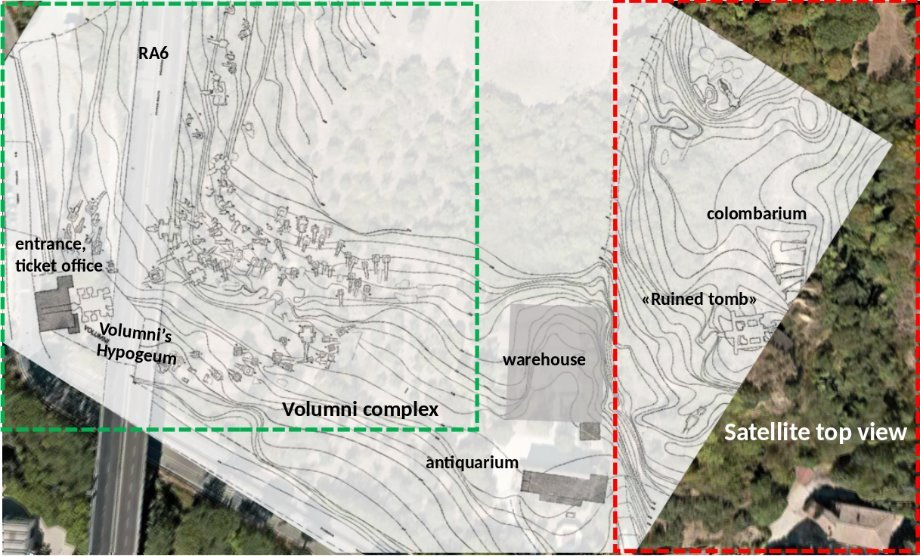 RA6
colombarium
entrance,
ticket office
«Ruined tomb»
Volumni's
Hypogeum
warehouse
Volumni complex
Satellite top view
antiquarium